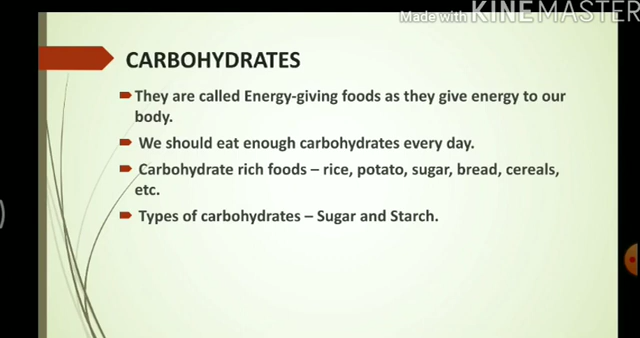 Made with KINEMASTER
CARBOHYDRATES
They are called Energy-giving foods as they give energy to our
body.
We should eat enough carbohydrates every day.
Carbohydrate rich foods – rice, potato, sugar, bread, cereals,
etc.
Types of carbohydrates – Sugar and Starch.